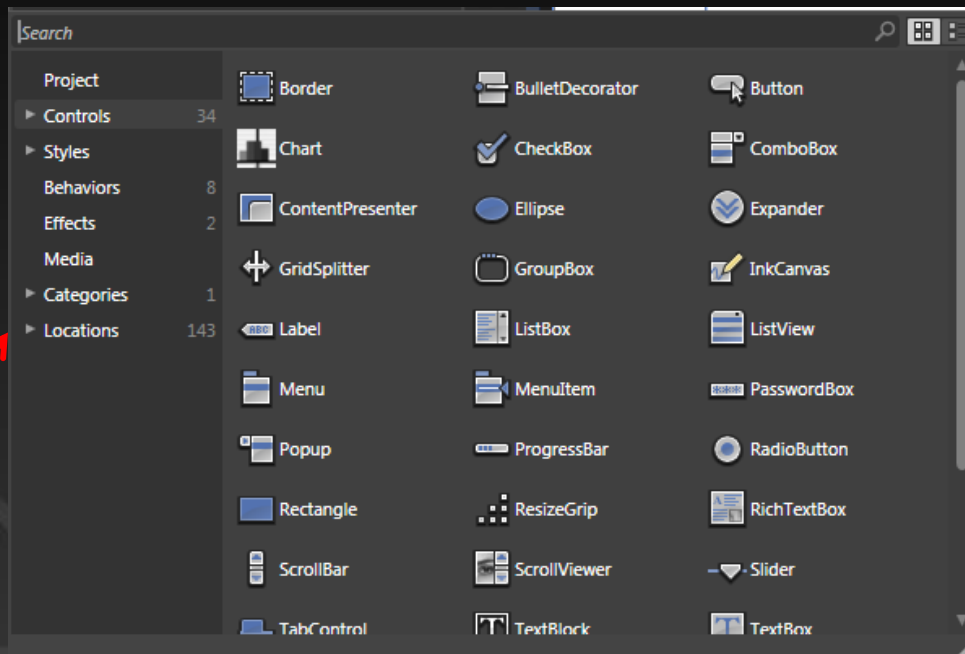 Search
Project
Controls 34
Styles
Behaviors 8
Effects 2
Media
Categories 1
Locations 143
Border BulletDecorator Button
Chart CheckBox ComboBox
ContentPresenter Ellipse Expander
GridSplitter GroupBox InkCanvas
ABC Label ListBox ListView
Menu MenuItem PasswordBox
Popup ProgressBar RadioButton
Rectangle ResizeGrip A RichTextBox
ScrollBar ScrollViewer Slider
TabControl T TextBlock T TextBox